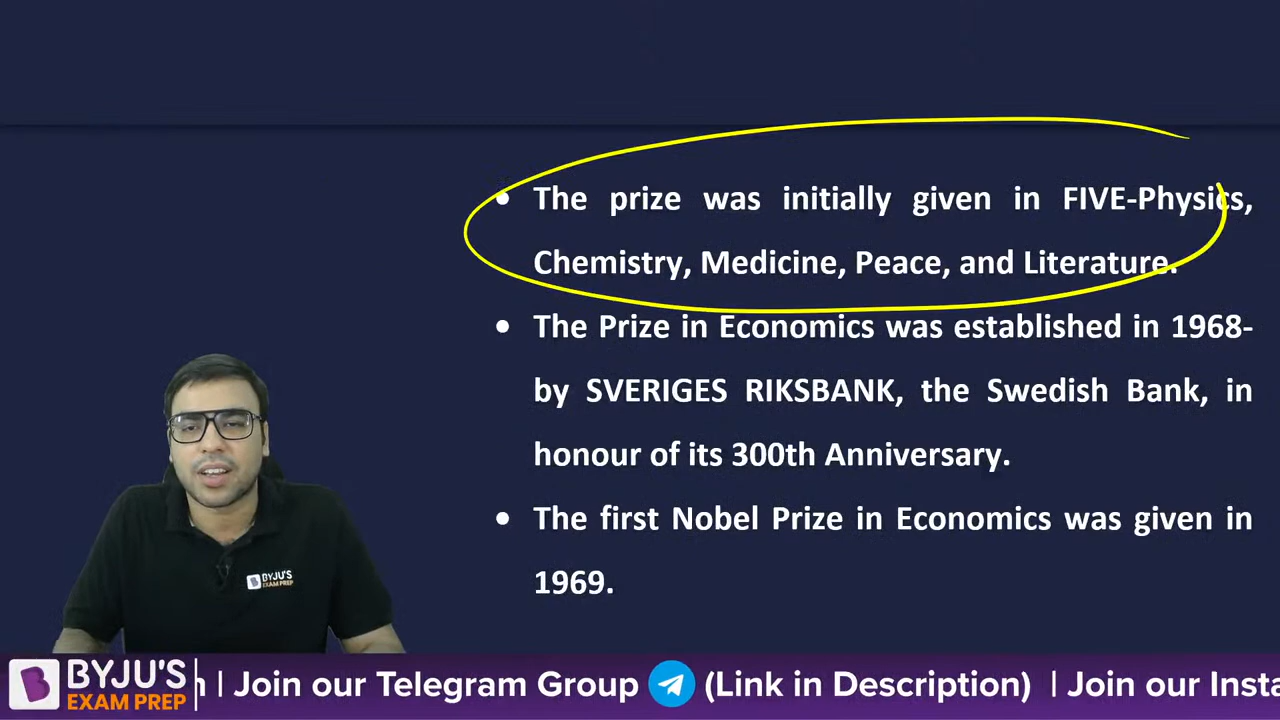 • The prize was initially given in FIVE-Physics,
Chemistry, Medicine, Peace, and Literature.
• The Prize in Economics was established in 1968-
by SVERIGES RIKSBANK, the Swedish Bank, in
honour of its 300th Anniversary.
• The first Nobel Prize in Economics was given in
1969.
BYJU'S
EXAM PREP
BYJU'S
EXAM PREP
| Join our Telegram Group (Link in Description) | Join our Insta